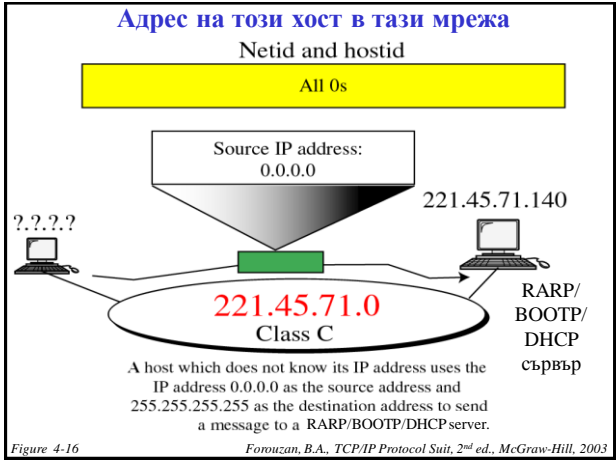 Адрес на този хост в тази мрежа
Netid and hostid
All 0s
Source IP address:
0.0.0.0
221.45.71.140
?.?.?.?
RARP/
BOOTP/
DHCP
сървър
221.45.71.0
Class C
A host which does not know its IP address uses the
IP address 0.0.0.0 as the source address and
255.255.255.255 as the destination address to send
a message to a RARP/BOOTP/DHCP server.
Figure 4-16
Forouzan, B.A., TCP/IP Protocol Suit, 2nd ed., McGraw-Hill, 2003